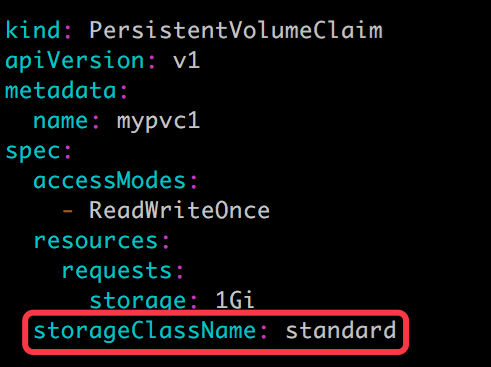 kind: PersistentVolumeClaim
apiVersion: v1
metadata:
  name: mypvc1
spec:
  accessModes:
    - ReadWriteOnce
  resources:
    requests:
      storage: 1Gi
  storageClassName: standard